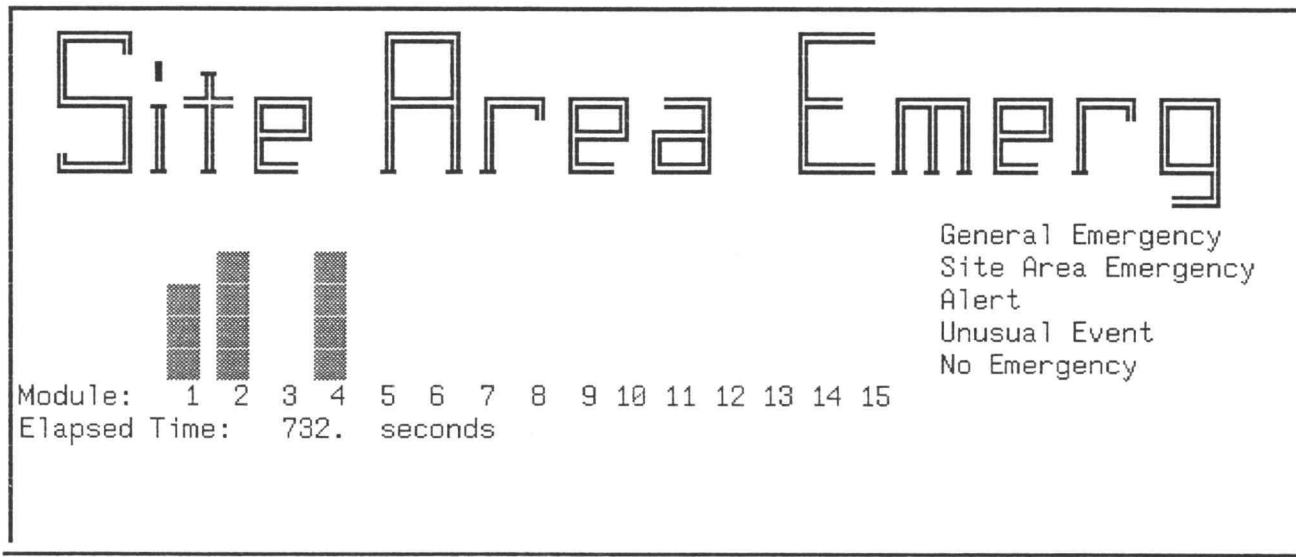 Site Area Emerg
General Emergency
Site Area Emergency
Alert
Unusual Event
No Emergency
Module: 1 2 3 4 5 6 7 8 9 10 11 12 13 14 15
Elapsed Time: 732. seconds